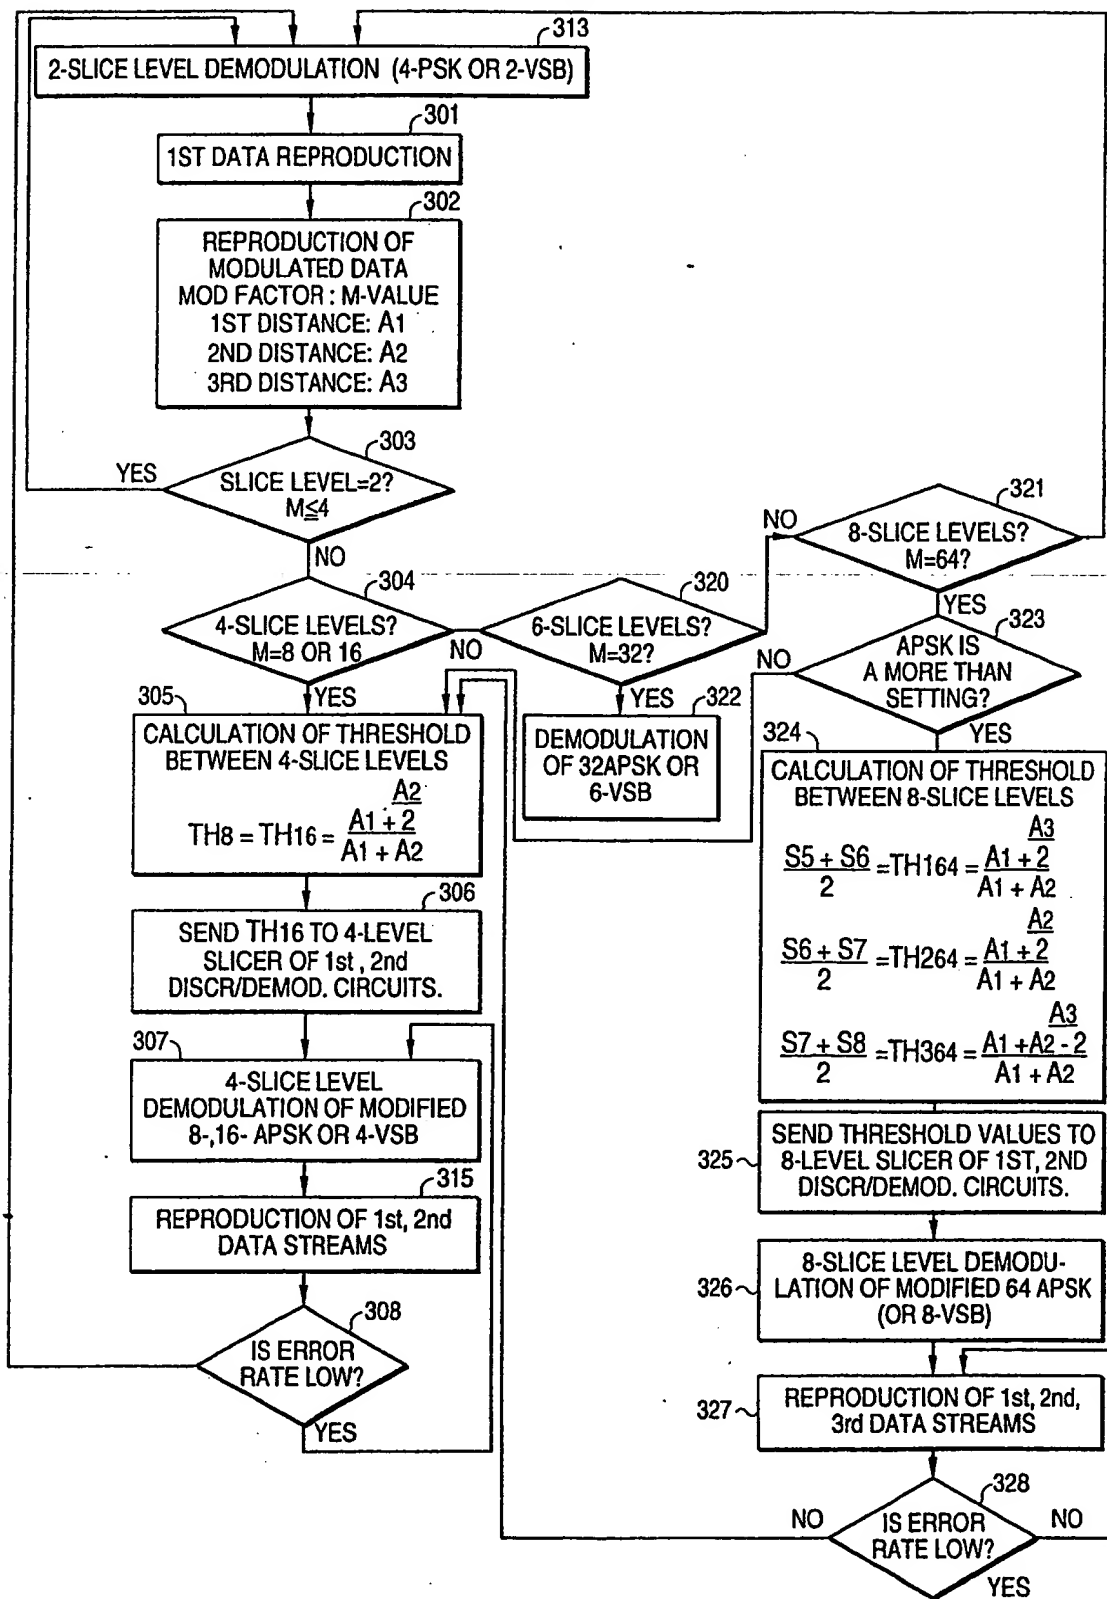 313
2-SLICE LEVEL DEMODULATION (4-PSK OR 2-VSB)
301
1ST DATA REPRODUCTION
302
REPRODUCTION OF
MODULATED DATA
MOD FACTOR : M-VALUE
1ST DISTANCE: A1
2ND DISTANCE: A2
3RD DISTANCE: A3
303
YES
SLICE LEVEL=2?
M≤4
NO
304
4-SLICE LEVELS?
M=8 OR 16
NO
YES
320
6-SLICE LEVELS?
M=32?
NO
YES
321
8-SLICE LEVELS?
M=64?
YES
323
NO
APSK IS
A MORE THAN
SETTING?
YES
305
CALCULATION OF THRESHOLD
BETWEEN 4-SLICE LEVELS
A2
TH8 = TH16 = A1 + 2
A1 + A2
322
DEMODULATION
OF 32APSK OR
6-VSB
324
CALCULATION OF THRESHOLD
BETWEEN 8-SLICE LEVELS
A3
S5 + S6 =TH164 = A1 + 2
2 A1 + A2
A2
S6 + S7 =TH264 = A1 + 2
2 A1 + A2
A3
S7 + S8 =TH364 = A1 +A2 - 2
2 A1 + A2
306
SEND TH16 TO 4-LEVEL
SLICER OF 1st , 2nd
DISCR/DEMOD. CIRCUITS.
307
4-SLICE LEVEL
DEMODULATION OF MODIFIED
8-,16- APSK OR 4-VSB
315
REPRODUCTION OF 1st, 2nd
DATA STREAMS
308
IS ERROR
RATE LOW?
YES
325
SEND THRESHOLD VALUES TO
8-LEVEL SLICER OF 1ST, 2ND
DISCR/DEMOD. CIRCUITS.
326
8-SLICE LEVEL DEMODU-
LATION OF MODIFIED 64 APSK
(OR 8-VSB)
327
REPRODUCTION OF 1st, 2nd,
3rd DATA STREAMS
328
NO
IS ERROR
RATE LOW?
NO
YES